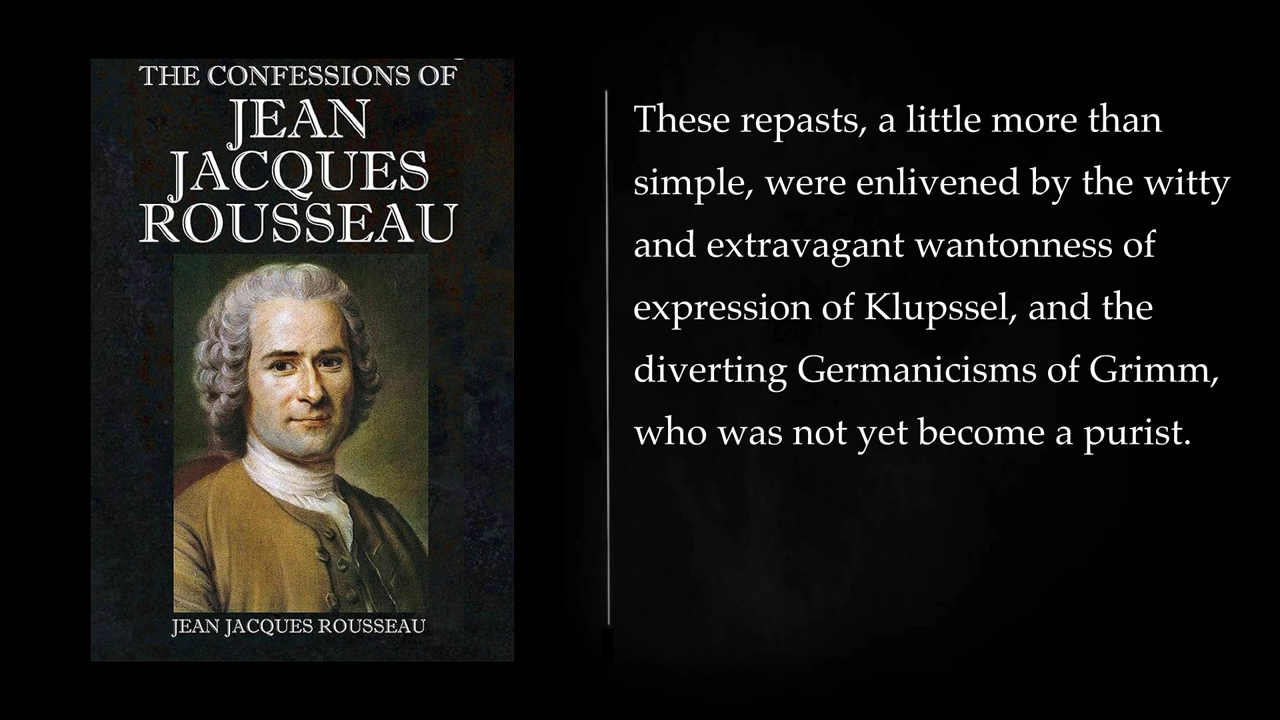 THE CONFESSIONS OF
JEAN
JACQUES
ROUSSEAU
JEAN JACQUES ROUSSEAU
These repasts, a little more than
simple, were enlivened by the witty
and extravagant wantonness of
expression of Klupssel, and the
diverting Germanicisms of Grimm,
who was not yet become a purist.